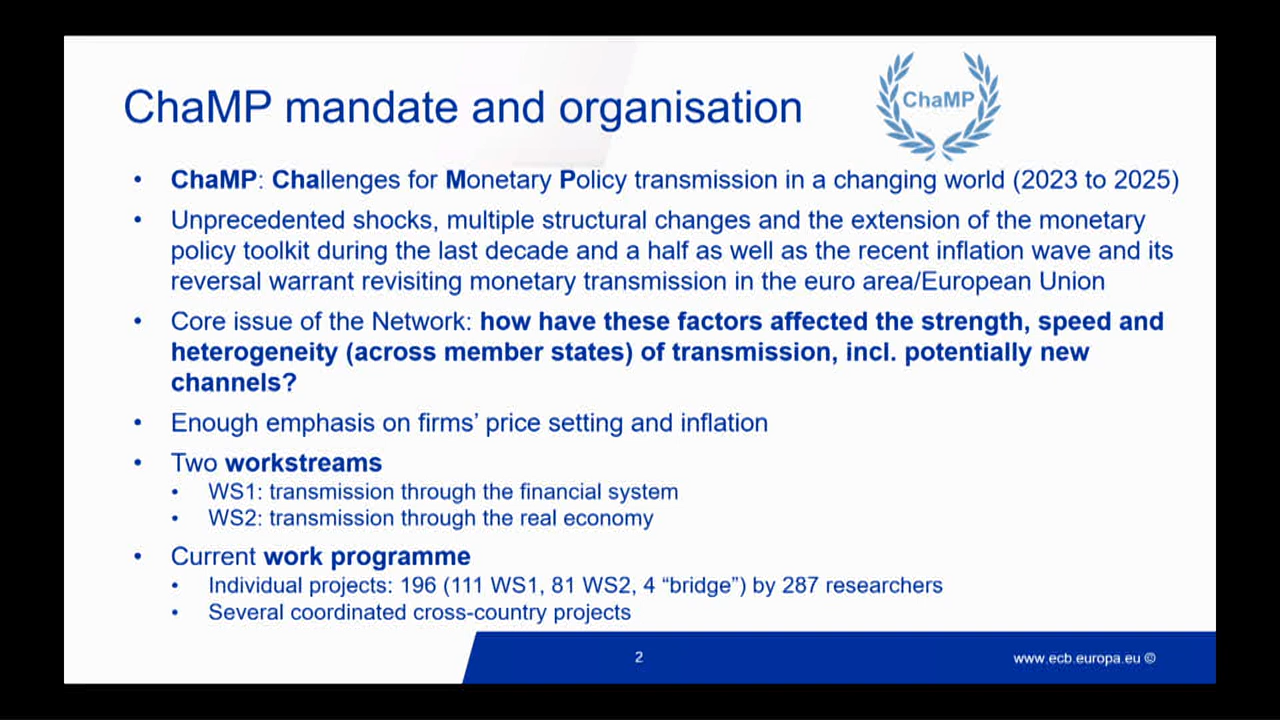 ChaMP mandate and organisation
ChaMP
• ChaMP: Challenges for Monetary Policy transmission in a changing world (2023 to 2025)
• Unprecedented shocks, multiple structural changes and the extension of the monetary
policy toolkit during the last decade and a half as well as the recent inflation wave and its
reversal warrant revisiting monetary transmission in the euro area/European Union
• Core issue of the Network: how have these factors affected the strength, speed and
heterogeneity (across member states) of transmission, incl. potentially new
channels?
• Enough emphasis on firms’ price setting and inflation
• Two workstreams
• WS1: transmission through the financial system
• WS2: transmission through the real economy
• Current work programme
• Individual projects: 196 (111 WS1, 81 WS2, 4 “bridge”) by 287 researchers
• Several coordinated cross-country projects
2
www.ecb.europa.eu ©